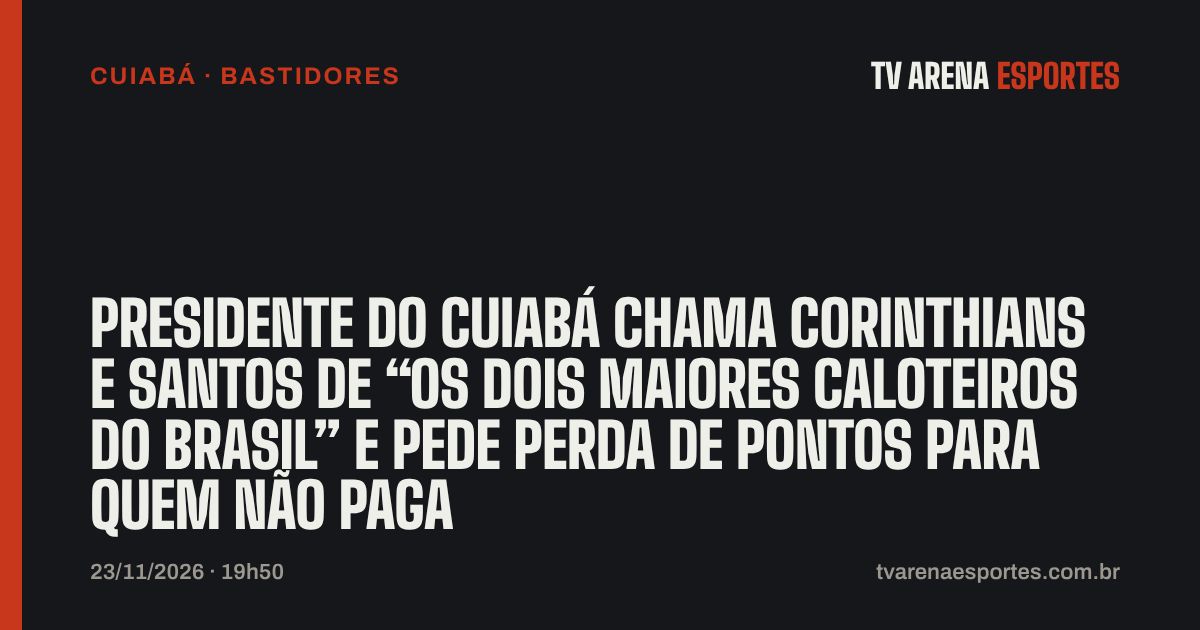 CUIABÁ · BASTIDORES
TV ARENA ESPORTES
PRESIDENTE DO CUIABÁ CHAMA CORINTHIANS
E SANTOS DE “OS DOIS MAIORES CALOTEIROS
DO BRASIL” E PEDE PERDA DE PONTOS PARA
QUEM NÃO PAGA
23/11/2026 · 19h50
tvarenaesportes.com.br